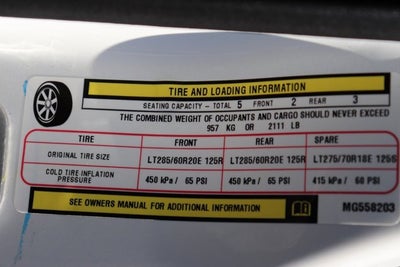 TIRE AND LOADING INFORMATION
SEATING CAPACITY - TOTAL 5 FRONT 2 REAR 3
THE COMBINED WEIGHT OF OCCUPANTS AND CARGO SHOULD NEVER EXCEED
957 KG OR 2111 LB
TIRE FRONT REAR SPARE
ORIGINAL TIRE SIZE LT285/60R20E 125R LT285/60R20E 125R LT275/70R18E 125S
COLD TIRE INFLATION PRESSURE 450 kPa/ 65 PSI 450 kPa/ 65 PSI 415 kPa/ 60 PSI
SEE OWNERS MANUAL FOR ADDITIONAL INFORMATION MG558203